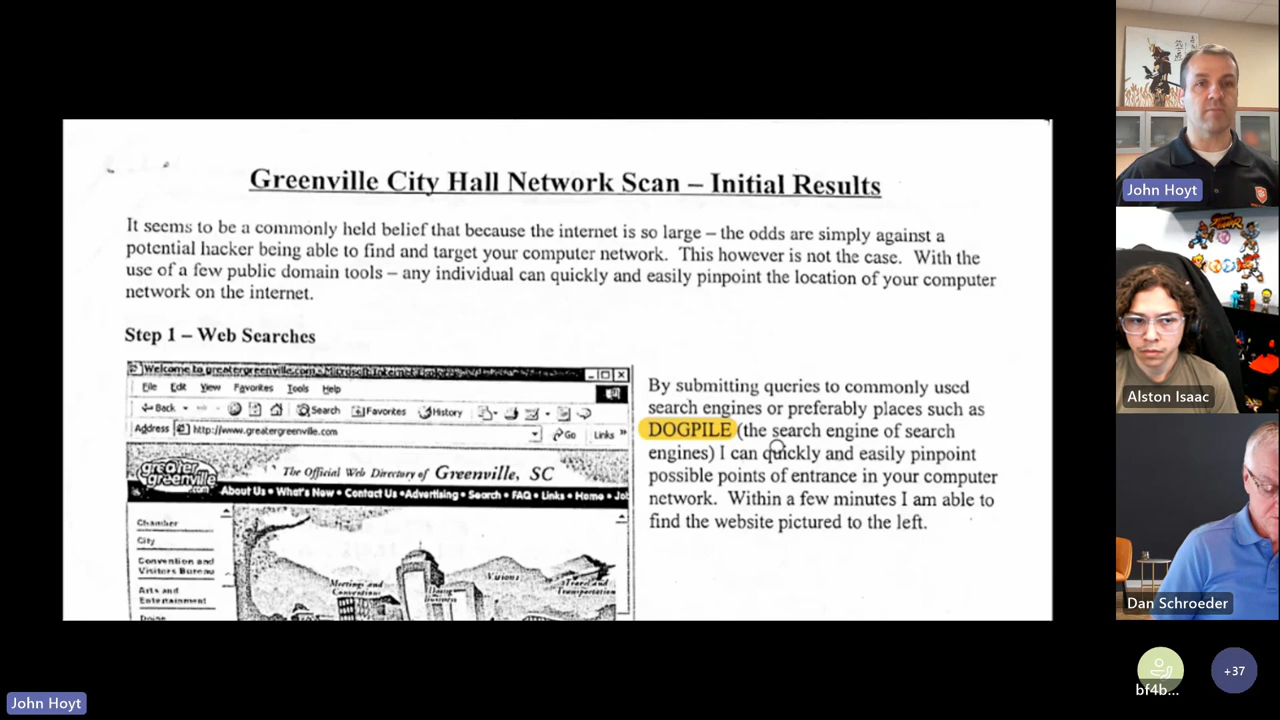 Greenville City Hall Network Scan – Initial Results
It seems to be a commonly held belief that because the internet is so large – the odds are simply against a
potential hacker being able to find and target your computer network. This however is not the case. With the
use of a few public domain tools – any individual can quickly and easily pinpoint the location of your computer
network on the internet.
Step 1 – Web Searches
Welcome to greatergreenville.com
File Edit View Favorites Tools Help
Back Search Favorites History
Address http://www.greatergreenville.com Go Links »
greater
greenville
.com
The Official Web Directory of Greenville, SC
About Us • What's New • Contact Us • Advertising • Search • FAQ • Links • Home • Jo
Chamber
City
Convention and
Visitors Bureau
Arts and
Entertainment
Meetings and
Conventions
Doing
Business
Visitors
Travel and
Transportation
By submitting queries to commonly used
search engines or preferably places such as
DOGPILE (the search engine of search
engines) I can quickly and easily pinpoint
possible points of entrance in your computer
network. Within a few minutes I am able to
find the website pictured to the left.
John Hoyt
Alston Isaac
Dan Schroeder
bf4b...
+37
John Hoyt